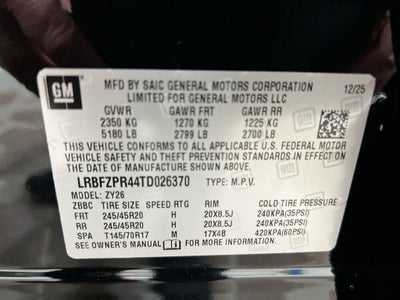 GM
MFD BY SAIC GENERAL MOTORS CORPORATION 12/25
LIMITED FOR GENERAL MOTORS LLC
GVWR GAWR FRT GAWR RR
2350 KG 1270 KG 1225 KG
5180 LB 2799 LB 2700 LB
THIS VEHICLE CONFORMS TO ALL APPLICABLE U.S. FEDERAL MOTOR
VEHICLE SAFETY, BUMPER, AND THEFT PREVENTION STANDARDS IN EFFECT ON
THE DATE OF MANUFACTURE SHOWN ABOVE.
LRBFZPR44TD026370 TYPE: M.P.V.
MODEL: ZY26
ZBBC TIRE SIZE SPEED RTG RIM COLD TIRE PRESSURE
FRT 245/45R20 H 20X8.5J 240KPA(35PSI)
RR 245/45R20 H 20X8.5J 240KPA(35PSI)
SPA T145/70R17 M 17X4B 420KPA(60PSI)
SEE OWNER'S MANUAL FOR ADDITIONAL INFORMATION.